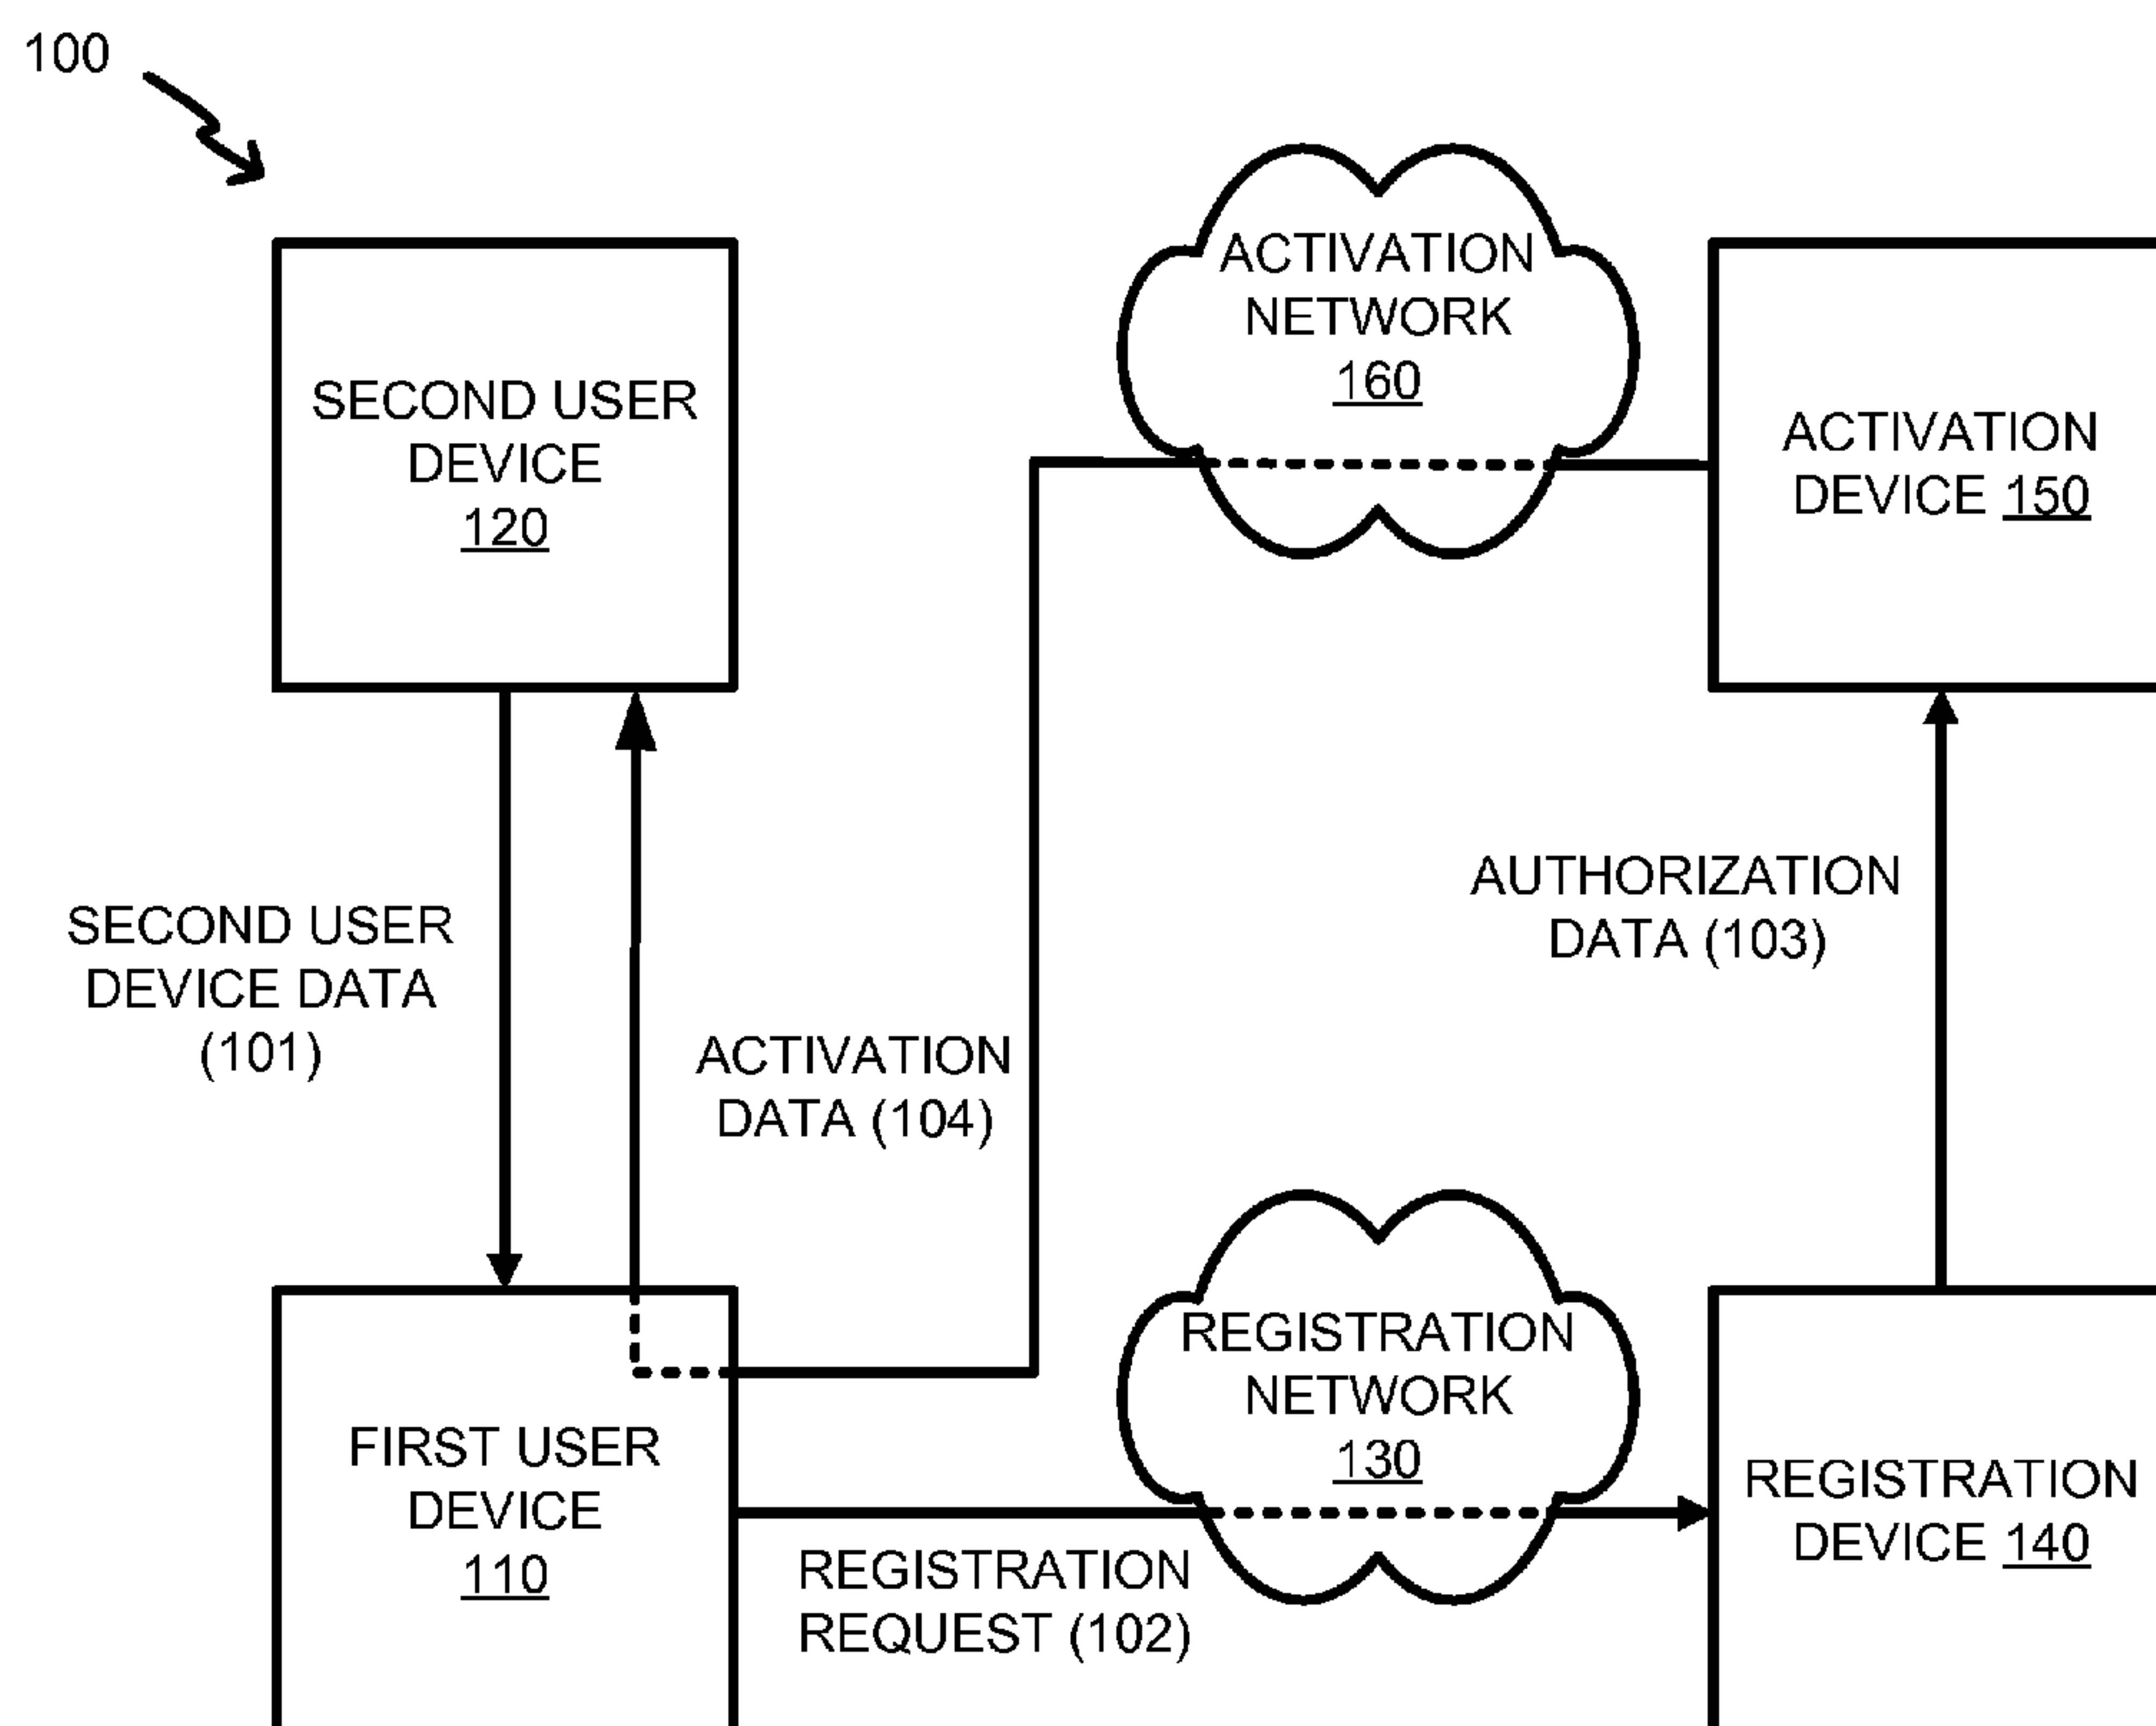 100
ACTIVATION
NETWORK
160
SECOND USER
DEVICE
120
ACTIVATION
DEVICE 150
SECOND USER
DEVICE DATA
(101)
ACTIVATION
DATA (104)
AUTHORIZATION
DATA (103)
REGISTRATION
NETWORK
130
FIRST USER
DEVICE
110
REGISTRATION
REQUEST (102)
REGISTRATION
DEVICE 140